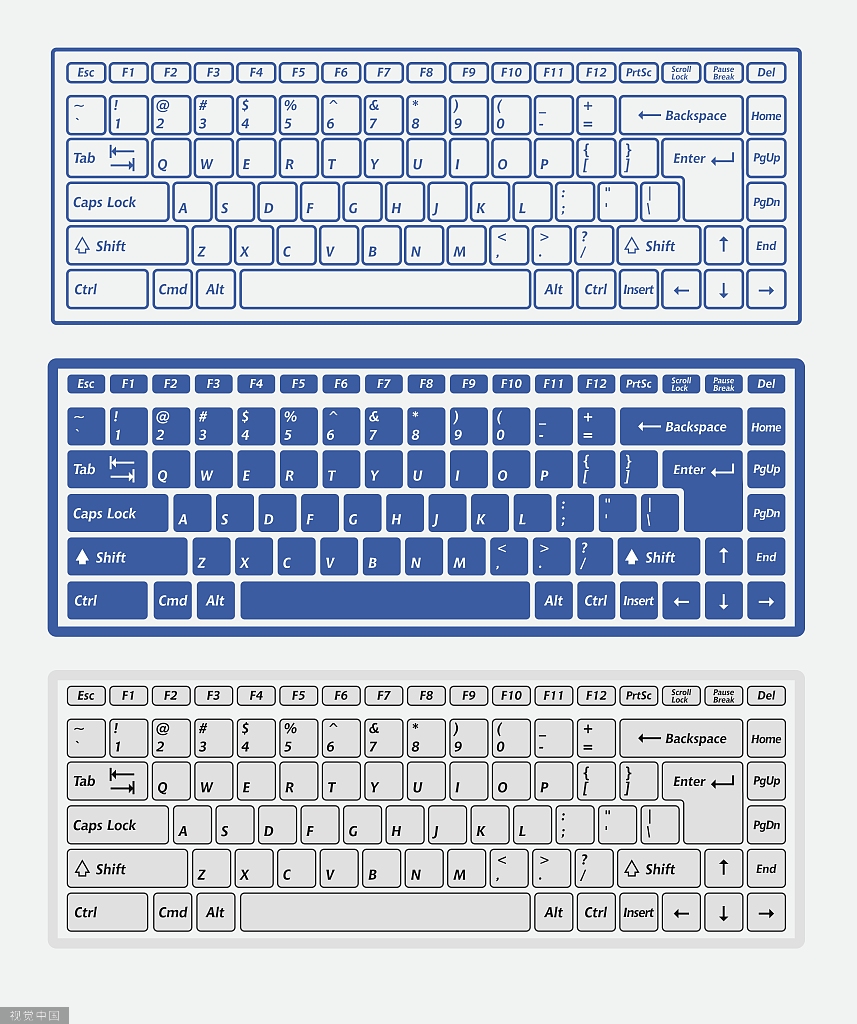 Esc F1 F2 F3 F4 F5 F6 F7 F8 F9 F10 F11 F12 PrtSc Scroll Lock Pause Break Del
~ ! @ # $ % ^ & * ) ( _ +
` 1 2 3 4 5 6 7 8 9 0 - = ← Backspace Home
Tab Q W E R T Y U I O P { [ } ] Enter PgUp
Caps Lock A S D F G H J K L : ; " ' | \ PgDn
Shift Z X C V B N M < , > . ? / Shift ↑ End
Ctrl Cmd Alt Alt Ctrl Insert ← ↓ →
Esc F1 F2 F3 F4 F5 F6 F7 F8 F9 F10 F11 F12 PrtSc Scroll Lock Pause Break Del
~ ! @ # $ % ^ & * ) ( _ +
` 1 2 3 4 5 6 7 8 9 0 - = ← Backspace Home
Tab Q W E R T Y U I O P { [ } ] Enter PgUp
Caps Lock A S D F G H J K L : ; " ' | \ PgDn
Shift Z X C V B N M < , > . ? / Shift ↑ End
Ctrl Cmd Alt Alt Ctrl Insert ← ↓ →
Esc F1 F2 F3 F4 F5 F6 F7 F8 F9 F10 F11 F12 PrtSc Scroll Lock Pause Break Del
~ ! @ # $ % ^ & * ) ( _ +
` 1 2 3 4 5 6 7 8 9 0 - = ← Backspace Home
Tab Q W E R T Y U I O P { [ } ] Enter PgUp
Caps Lock A S D F G H J K L : ; " ' | \ PgDn
Shift Z X C V B N M < , > . ? / Shift ↑ End
Ctrl Cmd Alt Alt Ctrl Insert ← ↓ →
视觉中国